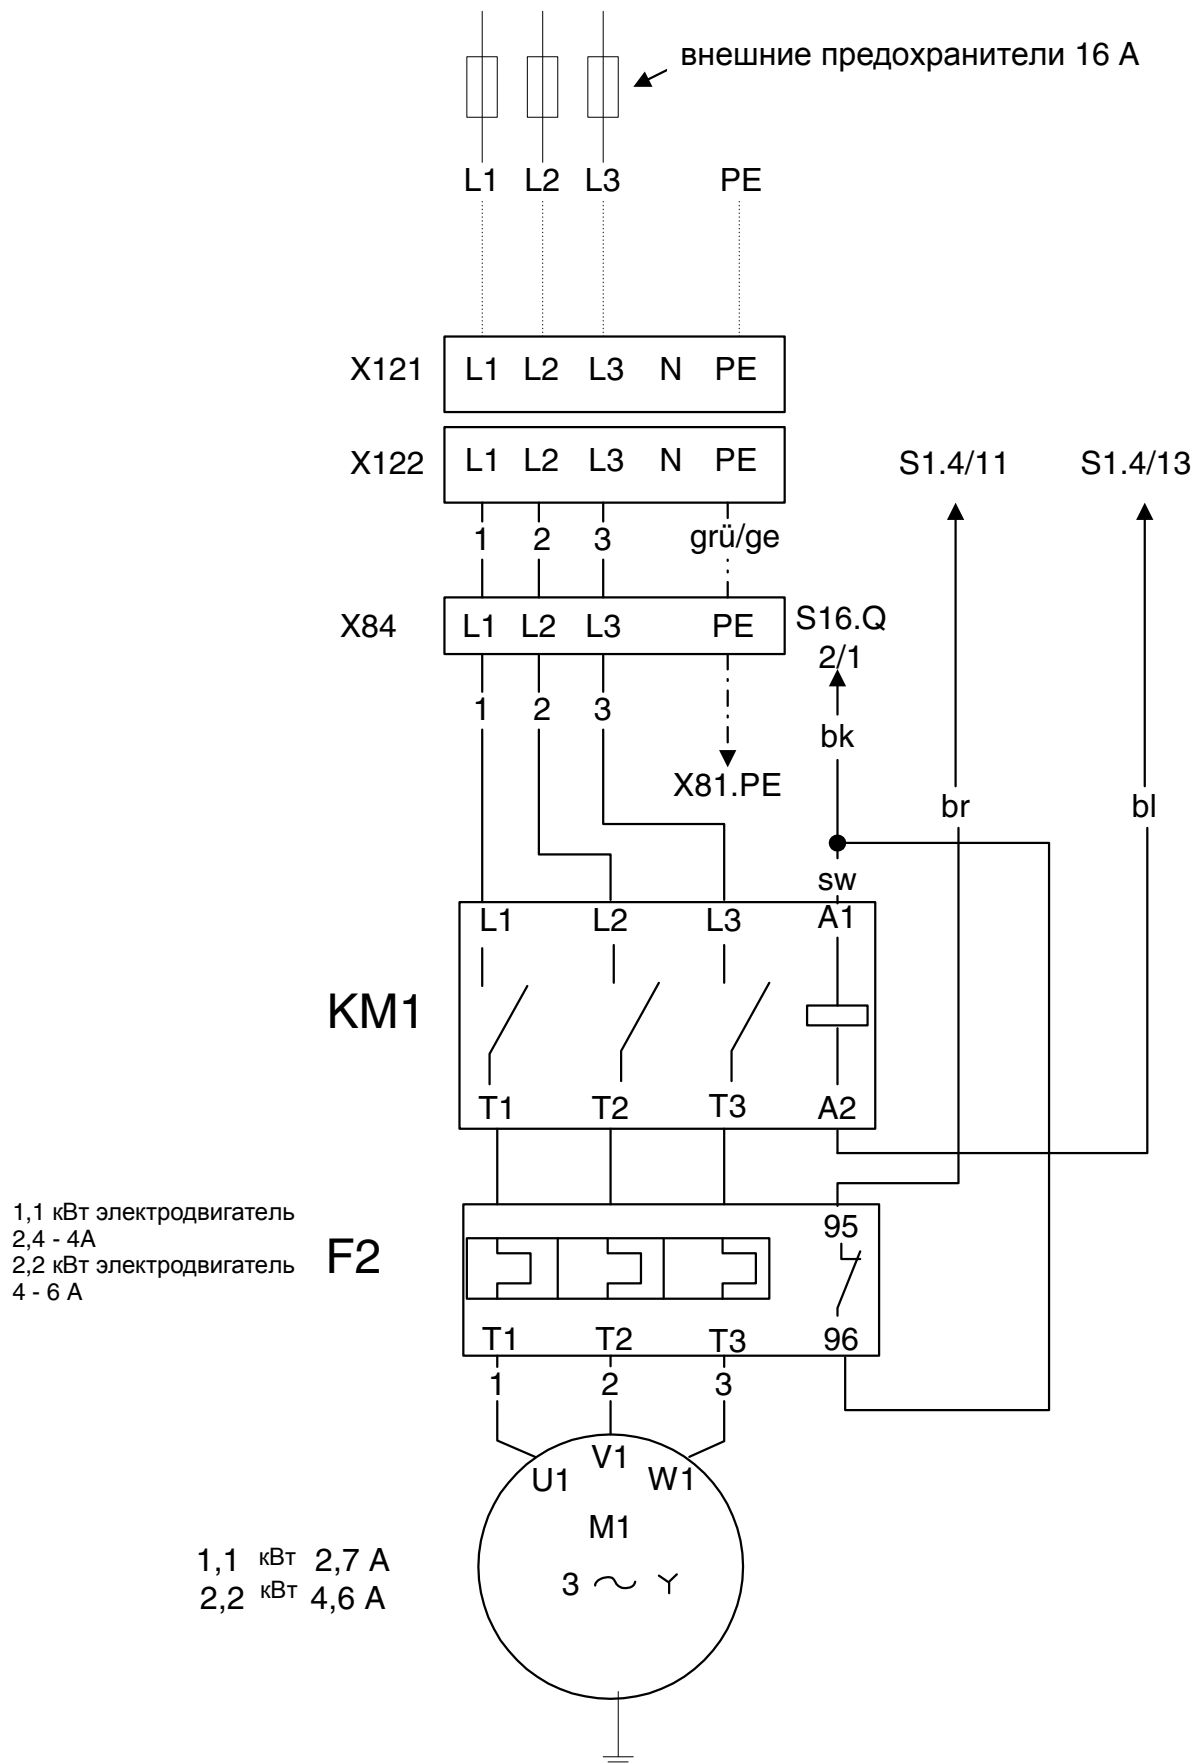 внешние предохранители 16 А
L1 L2 L3 PE
X121 L1 L2 L3 N PE
X122 L1 L2 L3 N PE S1.4/11 S1.4/13
1 2 3 grü/ge
X84 L1 L2 L3 PE S16.Q
2/1
1 2 3 bk
X81.PE br bl
sw
L1 L2 L3 A1
KM1
T1 T2 T3 A2
1,1 кВт электродвигатель
2,4 - 4А
2,2 кВт электродвигатель
4 - 6 А
F2
95
T1 T2 T3 96
1 2 3
U1 V1 W1
M1
1,1 кВт 2,7 A
2,2 кВт 4,6 A
3